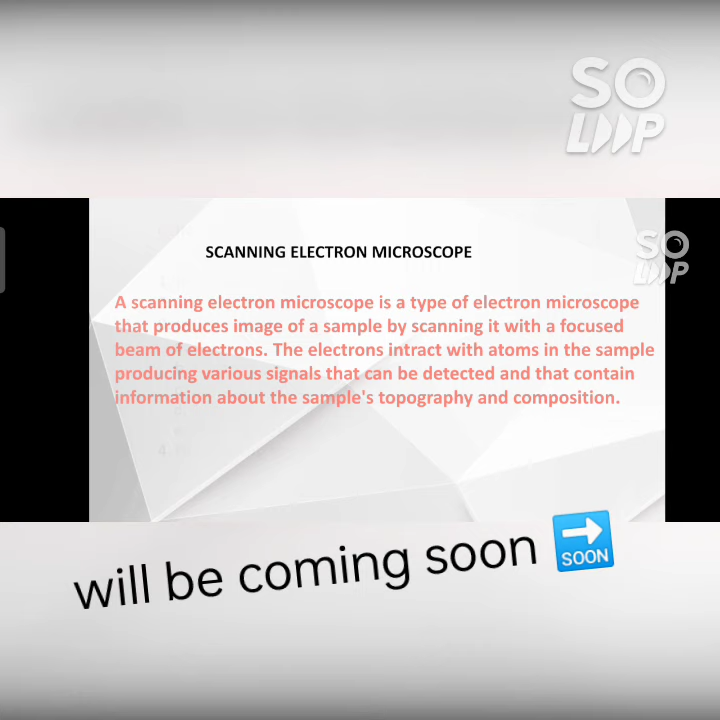 SO
LOOP
SCANNING ELECTRON MICROSCOPE
SO
LOOP
A scanning electron microscope is a type of electron microscope
that produces image of a sample by scanning it with a focused
beam of electrons. The electrons intract with atoms in the sample
producing various signals that can be detected and that contain
information about the sample's topography and composition.
will be coming soon
SOON